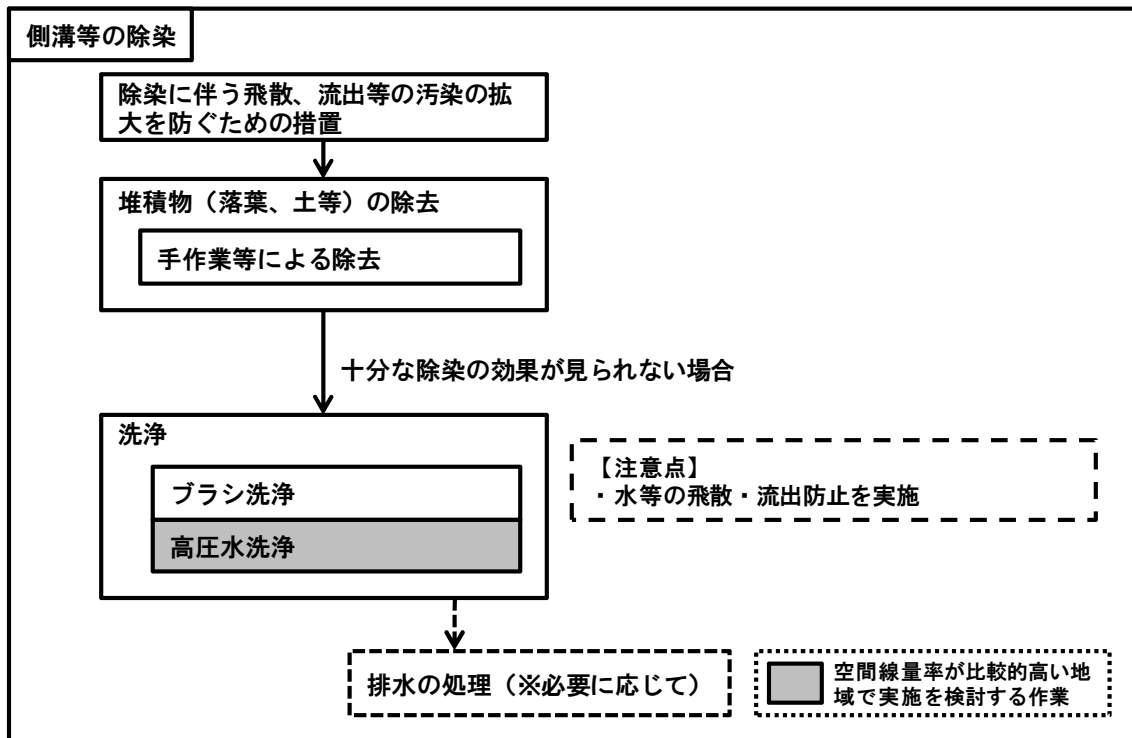 側溝等の除染
除染に伴う飛散、流出等の汚染の拡
大を防ぐための措置
堆積物（落葉、土等）の除去
手作業等による除去
十分な除染の効果が見られない場合
洗浄
ブラシ洗浄
高圧水洗浄
【注意点】
・水等の飛散・流出防止を実施
排水の処理（※必要に応じて）
空間線量率が比較的高い地
域で実施を検討する作業